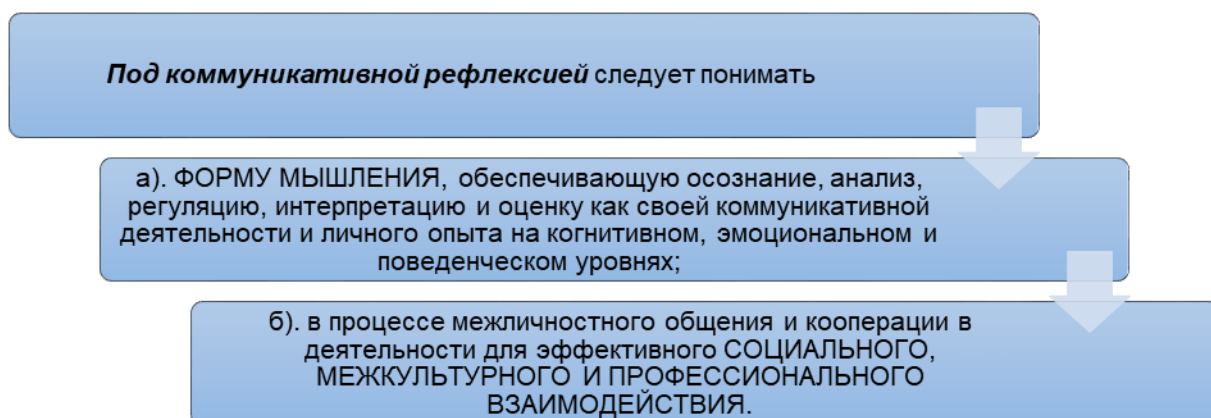 Под коммуникативной рефлексией следует понимать
а). ФОРМУ МЫШЛЕНИЯ, обеспечивающую осознание, анализ,
регуляцию, интерпретацию и оценку как своей коммуникативной
деятельности и личного опыта на когнитивном, эмоциональном и
поведенческом уровнях;
б). в процессе межличностного общения и кооперации в
деятельности для эффективного СОЦИАЛЬНОГО,
МЕЖКУЛЬТУРНОГО И ПРОФЕССИОНАЛЬНОГО
ВЗАИМОДЕЙСТВИЯ.